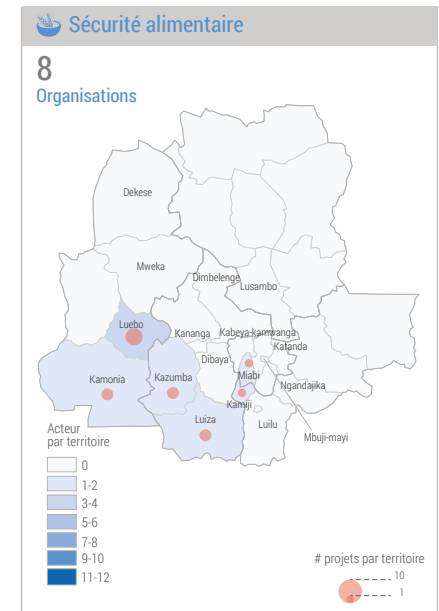 Sécurité alimentaire
8
Organisations
Dekese
Mweka
Dimbelenge
Lusambo
Luebo
Kananga
Kabeya-kamwanga
Katanda
Dibaya
Miabi
Kamonia
Kazumba
Ngandajika
Kamiji
Luiza
Luilu
Mbuji-mayi
Acteur
par territoire
0
1-2
3-4
5-6
7-8
9-10
11-12
# projets par territoire
10
1